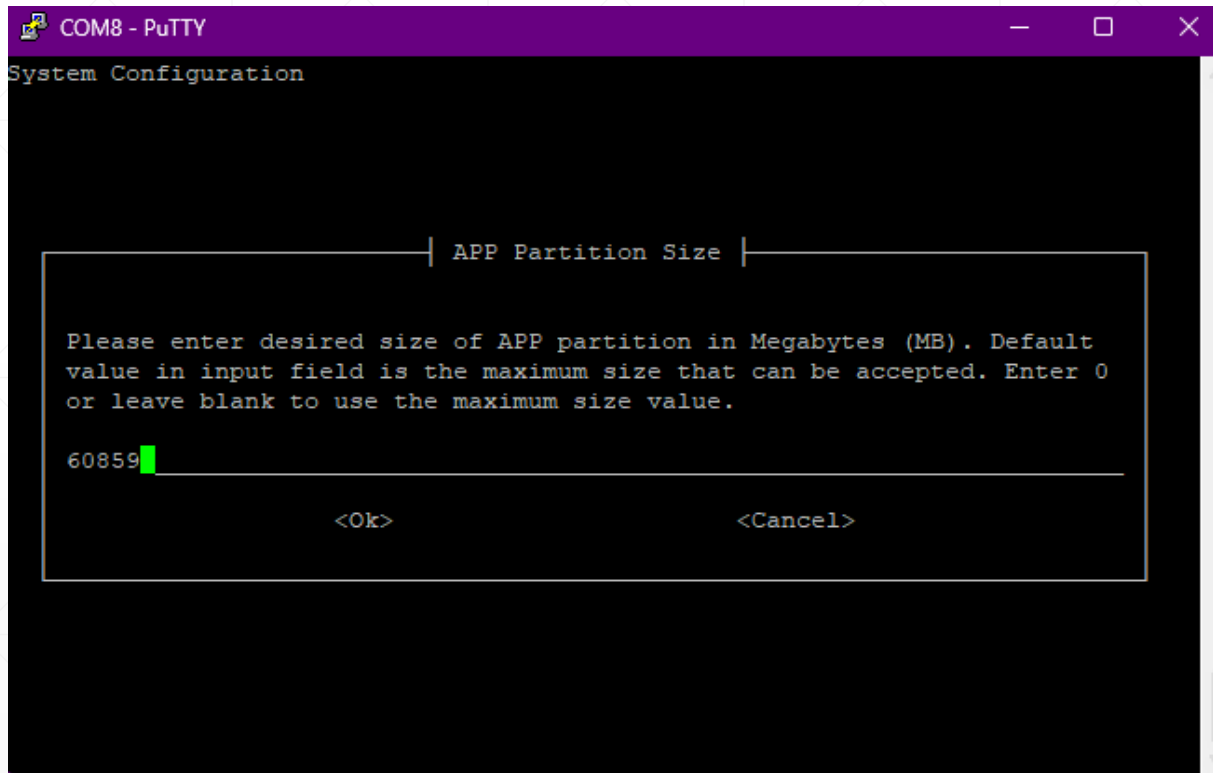 COM8 - PuTTY
System Configuration
APP Partition Size
Please enter desired size of APP partition in Megabytes (MB). Default
value in input field is the maximum size that can be accepted. Enter 0
or leave blank to use the maximum size value.
60859
<Ok> <Cancel>